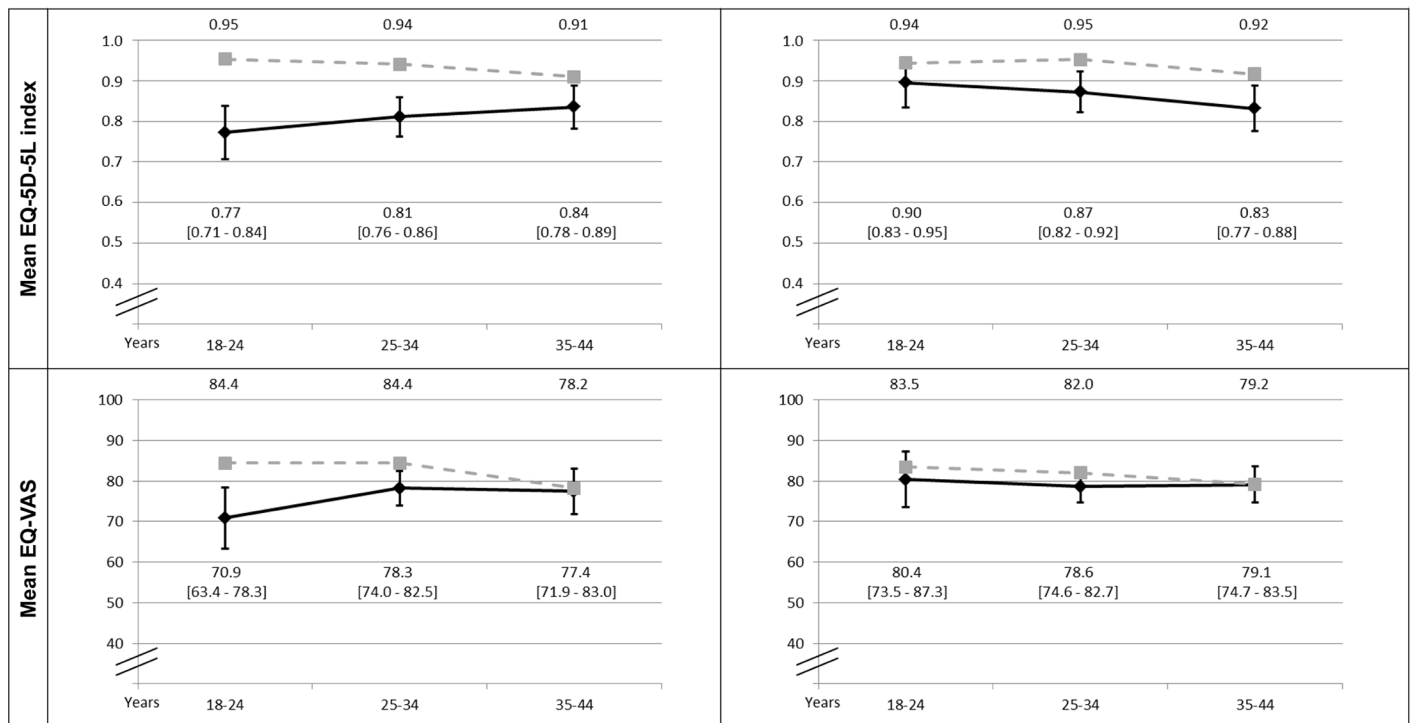 Mean EQ-5D-5L index
0.95 0.94 0.91
1.0
0.9
0.8
0.7
0.6
0.77 0.81 0.84
[0.71 - 0.84] [0.76 - 0.86] [0.78 - 0.89]
0.5
0.4
Years 18-24 25-34 35-44
0.94 0.95 0.92
1.0
0.9
0.8
0.7
0.6
0.90 0.87 0.83
[0.83 - 0.95] [0.82 - 0.92] [0.77 - 0.88]
0.5
0.4
Years 18-24 25-34 35-44
Mean EQ-VAS
84.4 84.4 78.2
100
90
80
70
60
70.9 78.3 77.4
[63.4 - 78.3] [74.0 - 82.5] [71.9 - 83.0]
50
40
Years 18-24 25-34 35-44
83.5 82.0 79.2
100
90
80
70
60
80.4 78.6 79.1
[73.5 - 87.3] [74.6 - 82.7] [74.7 - 83.5]
50
40
Years 18-24 25-34 35-44